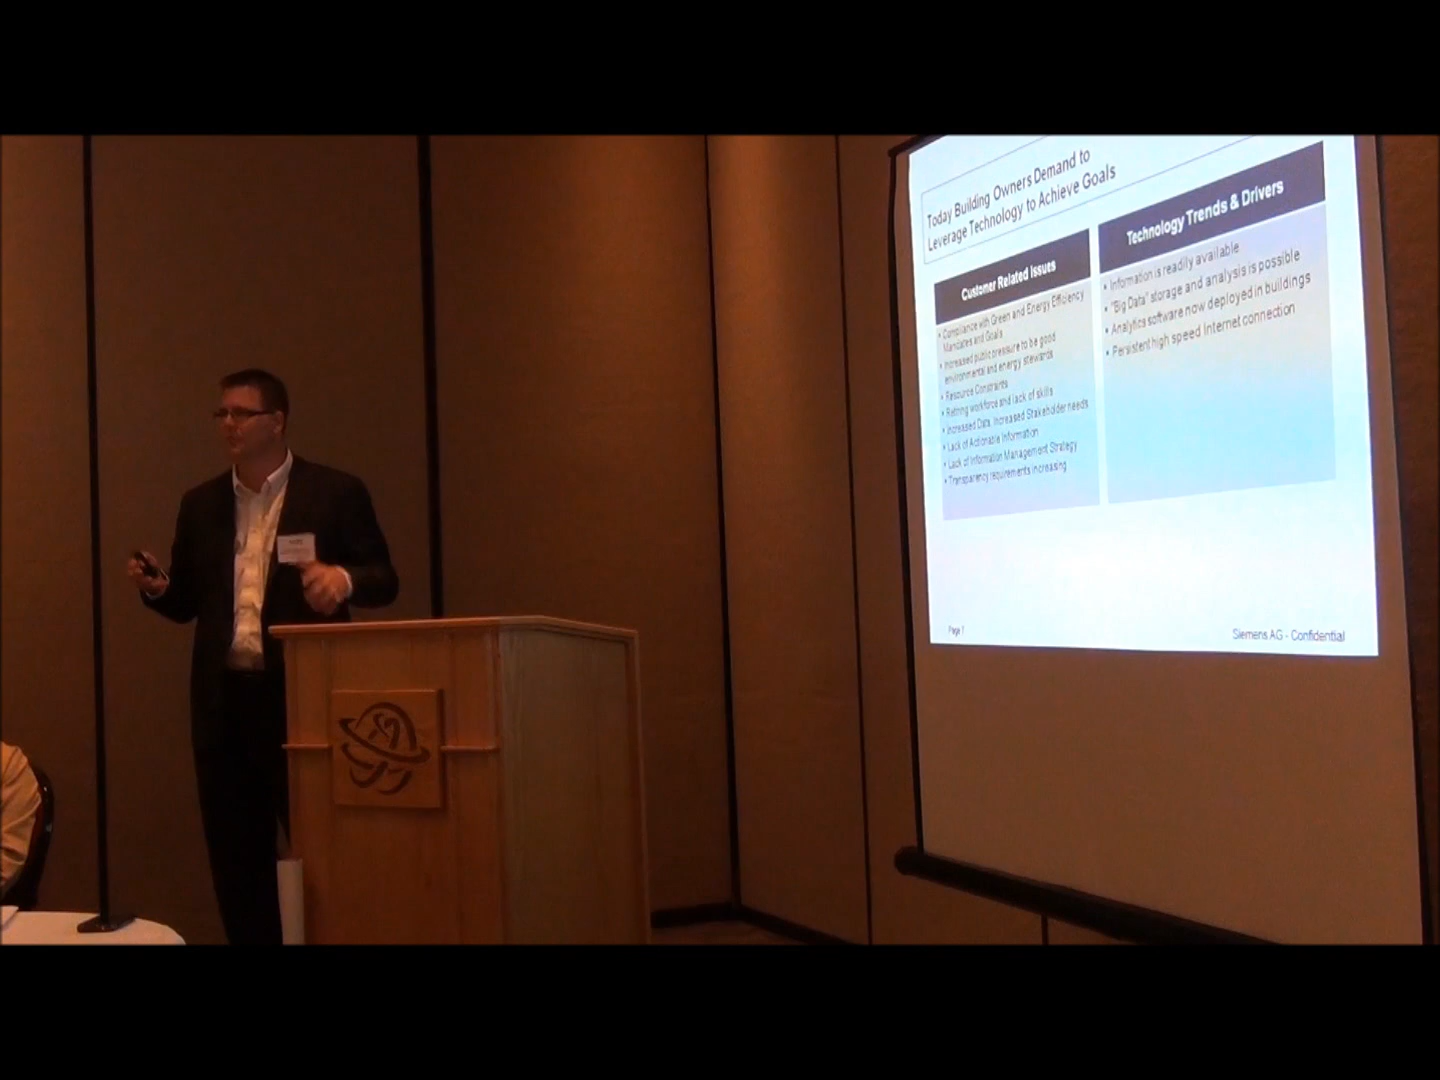 Today Building Owners Demand to
Leverage Technology to Achieve Goals
Customer Related Issues
• Compliance with Green and Energy Efficiency
Mandates and Goals
• Increased public pressure to be good
environmental and energy stewards
• Resource Constraints
• Retiring workforce and lack of skills
• Increased Data, Increased Stakeholder needs
• Lack of Actionable Information
• Lack of Information Management Strategy
• Transparency requirements increasing
Technology Trends & Drivers
• Information is readily available
• "Big Data" storage and analysis is possible
• Analytics software now deployed in buildings
• Persistent high speed Internet connection
Page 7
Siemens AG - Confidential